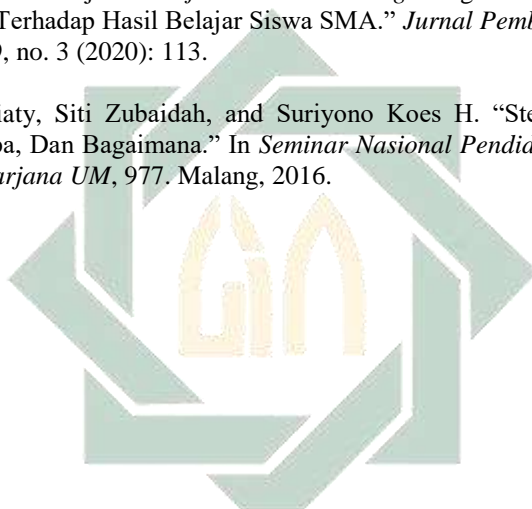 Terhadap Hasil Belajar Siswa SMA.” Jurnal Pemb
, no. 3 (2020): 113.
iaty, Siti Zubaidah, and Suriyono Koes H. “Ste
pa, Dan Bagaimana.” In Seminar Nasional Pendid
arjana UM, 977. Malang, 2016.